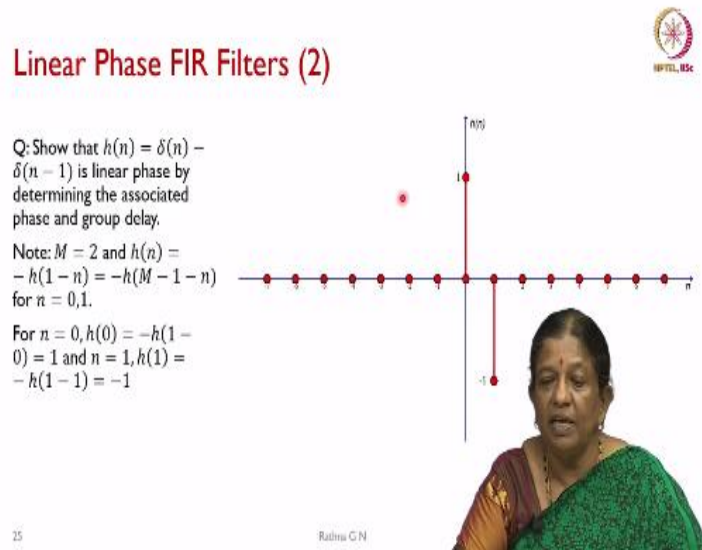 Linear Phase FIR Filters (2)
NPTEL, IISc
Q: Show that h(n) = δ(n) −
δ(n − 1) is linear phase by
determining the associated
phase and group delay.
Note: M = 2 and h(n) =
− h(1 − n) = −h(M − 1 − n)
for n = 0,1.
For n = 0, h(0) = −h(1 −
0) = 1 and n = 1, h(1) =
− h(1 − 1) = −1
h(n)
1
n
-1
25
Rathna G N